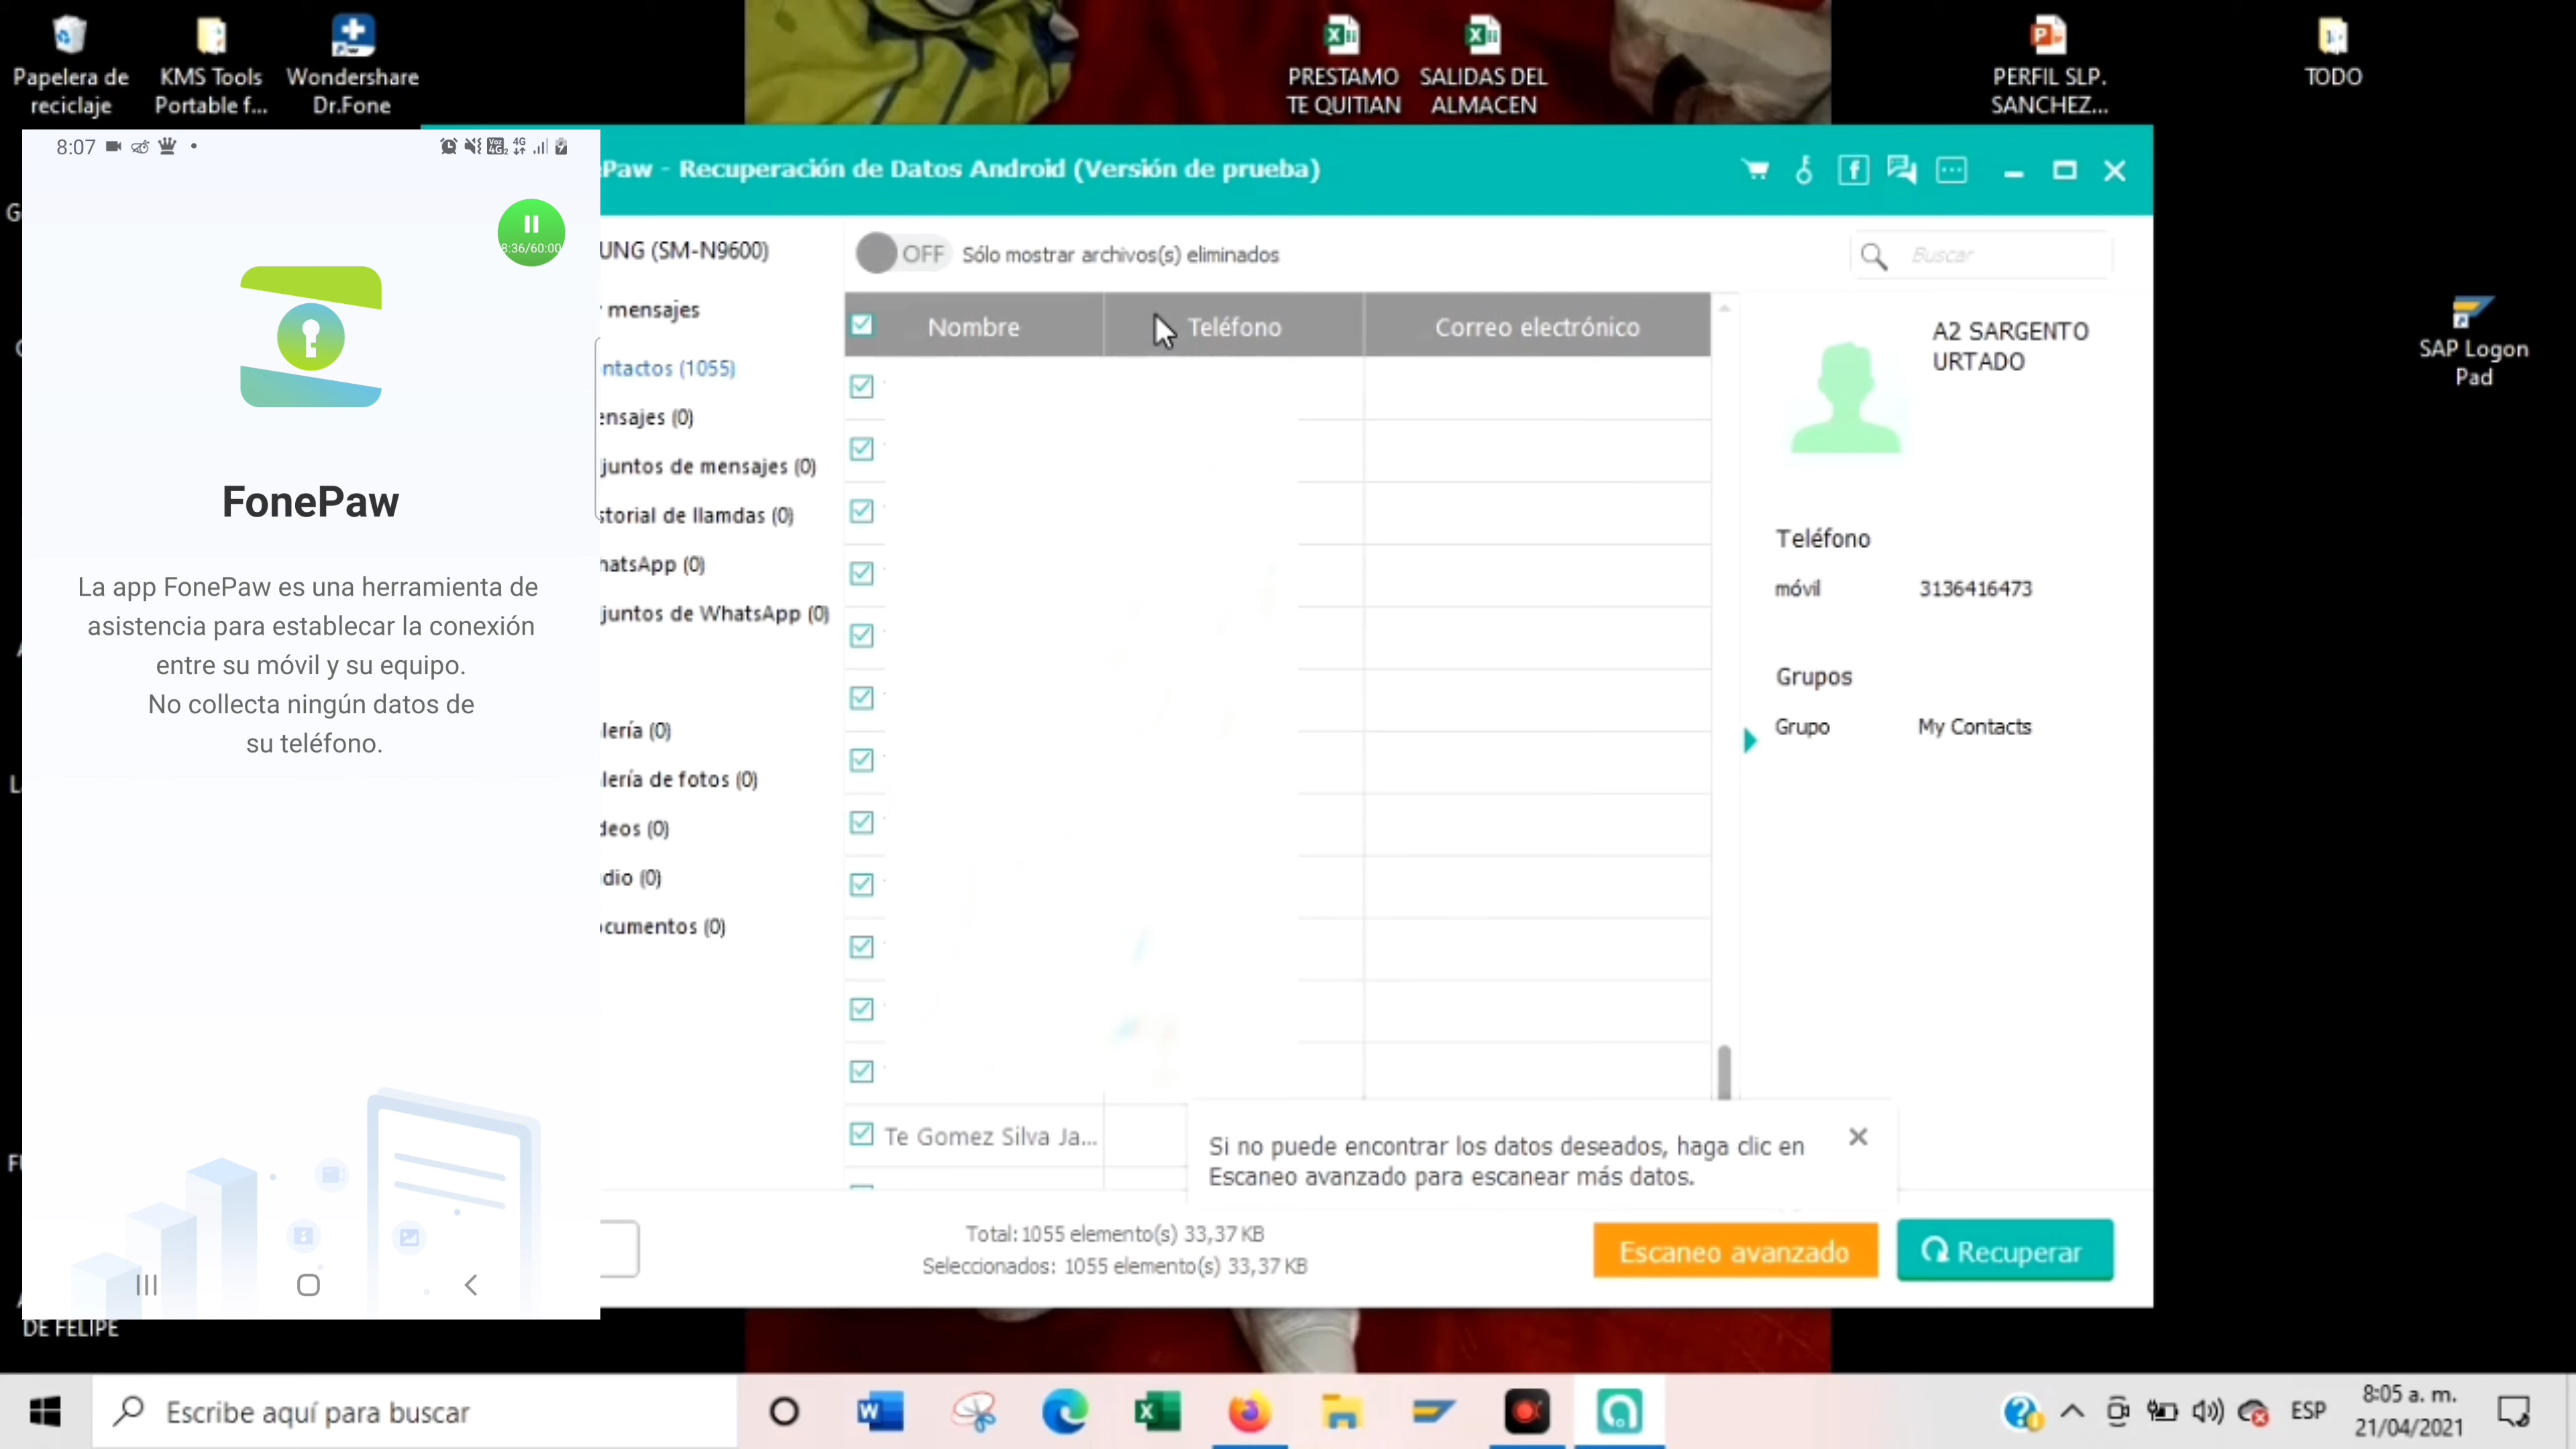 Papelera de
reciclaje
KMS Tools
Portable f...
Wondershare
Dr.Fone
PRESTAMO
TE QUITIAN
SALIDAS DEL
ALMACEN
PERFIL SLP.
SANCHEZ...
TODO
SAP Logon
Pad
8:07
8:36/60:00
FonePaw
La app FonePaw es una herramienta de
asistencia para establecar la conexión
entre su móvil y su equipo.
No collecta ningún datos de
su teléfono.
DE FELIPE
Paw - Recuperación de Datos Android (Versión de prueba)
UNG (SM-N9600)
mensajes
ntactos (1055)
ensajes (0)
juntos de mensajes (0)
storial de llamdas (0)
hatsApp (0)
juntos de WhatsApp (0)
lería (0)
lería de fotos (0)
deos (0)
dio (0)
ocumentos (0)
OFF Sólo mostrar archivos(s) eliminados
Buscar
Nombre Teléfono Correo electrónico
Te Gomez Silva Ja...
A2 SARGENTO
URTADO
Teléfono
móvil 3136416473
Grupos
Grupo My Contacts
Si no puede encontrar los datos deseados, haga clic en
Escaneo avanzado para escanear más datos.
Total:1055 elemento(s) 33,37 KB
Seleccionados: 1055 elemento(s) 33,37 KB
Escaneo avanzado
Recuperar
Escribe aquí para buscar
ESP
8:05 a. m.
21/04/2021